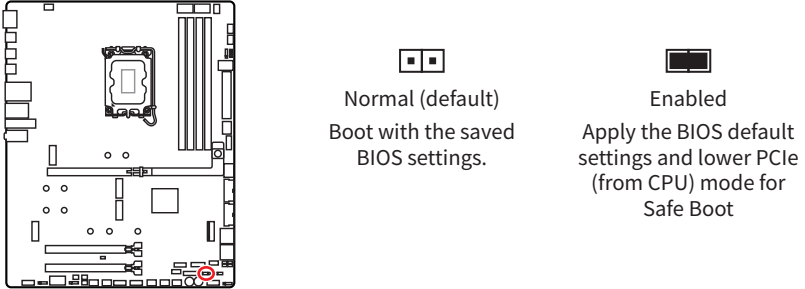 Normal (default)
Boot with the saved
BIOS settings.
Enabled
Apply the BIOS default
settings and lower PCIe
(from CPU) mode for
Safe Boot